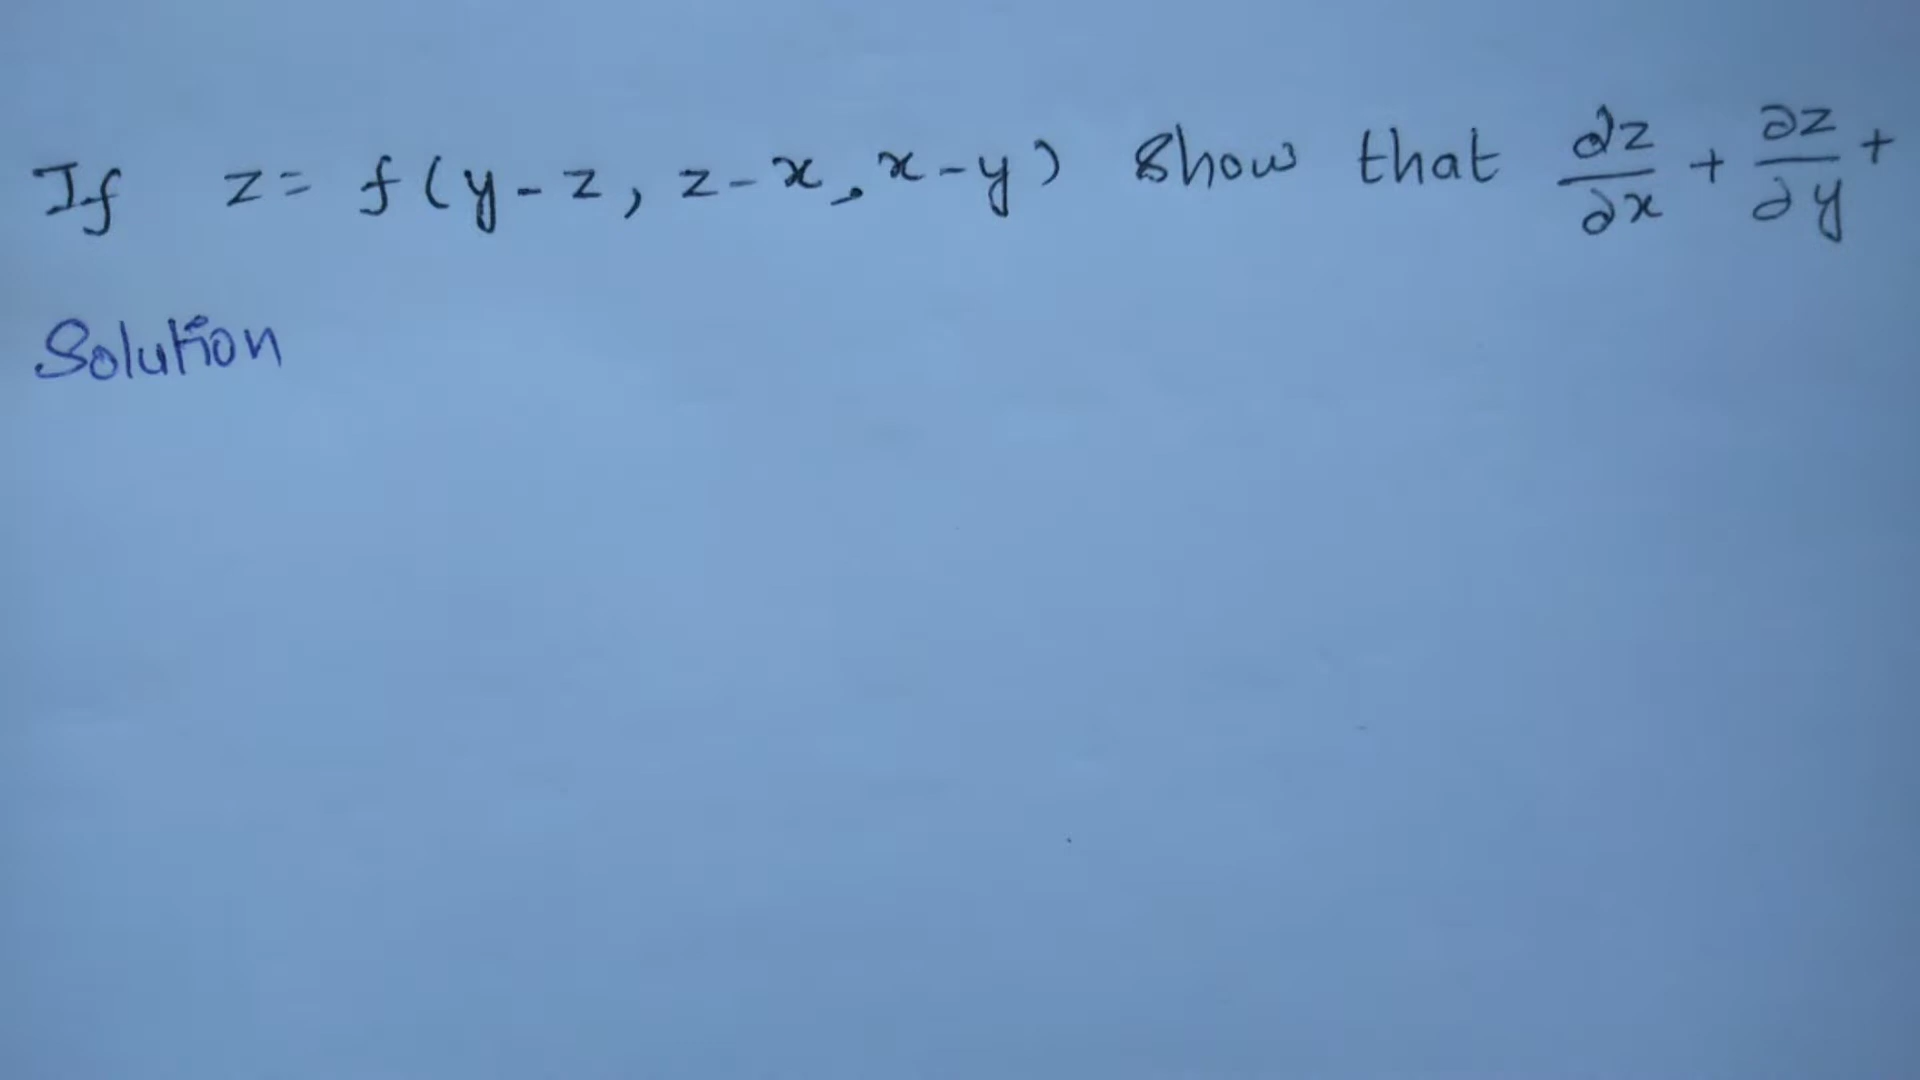 If z= f(y-z, z-x, x-y) Show that ∂z/∂x + ∂z/∂y +
Solution